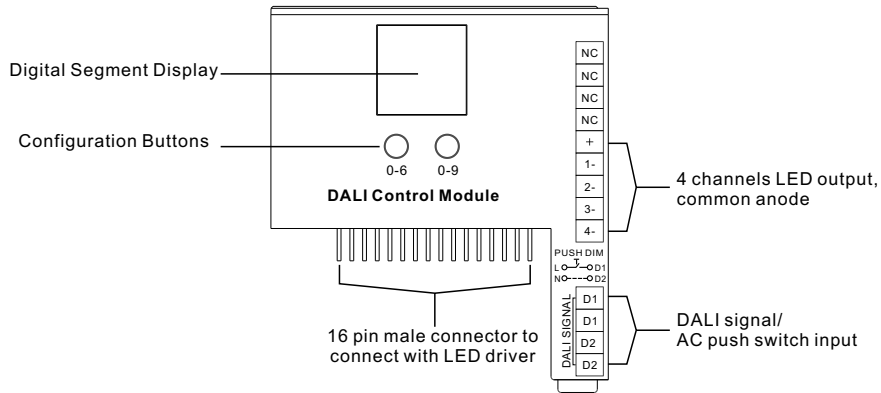 Digital Segment Display
Configuration Buttons
0-6
0-9
DALI Control Module
NC
NC
NC
NC
+
1-
2-
3-
4-
4 channels LED output,
common anode
PUSH DIM
L D1
N D2
DALI SIGNAL
D1
D1
D2
D2
DALI signal/
AC push switch input
16 pin male connector to
connect with LED driver